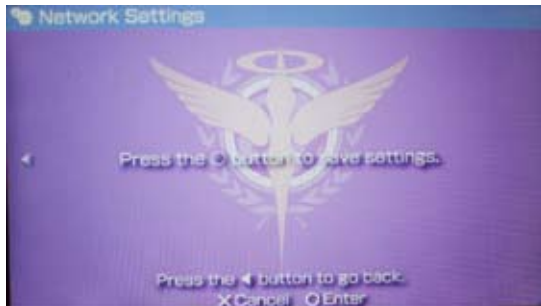 Network Settings
Press the ○ button to save settings.
Press the ◀ button to go back.
✕ Cancel ○ Enter